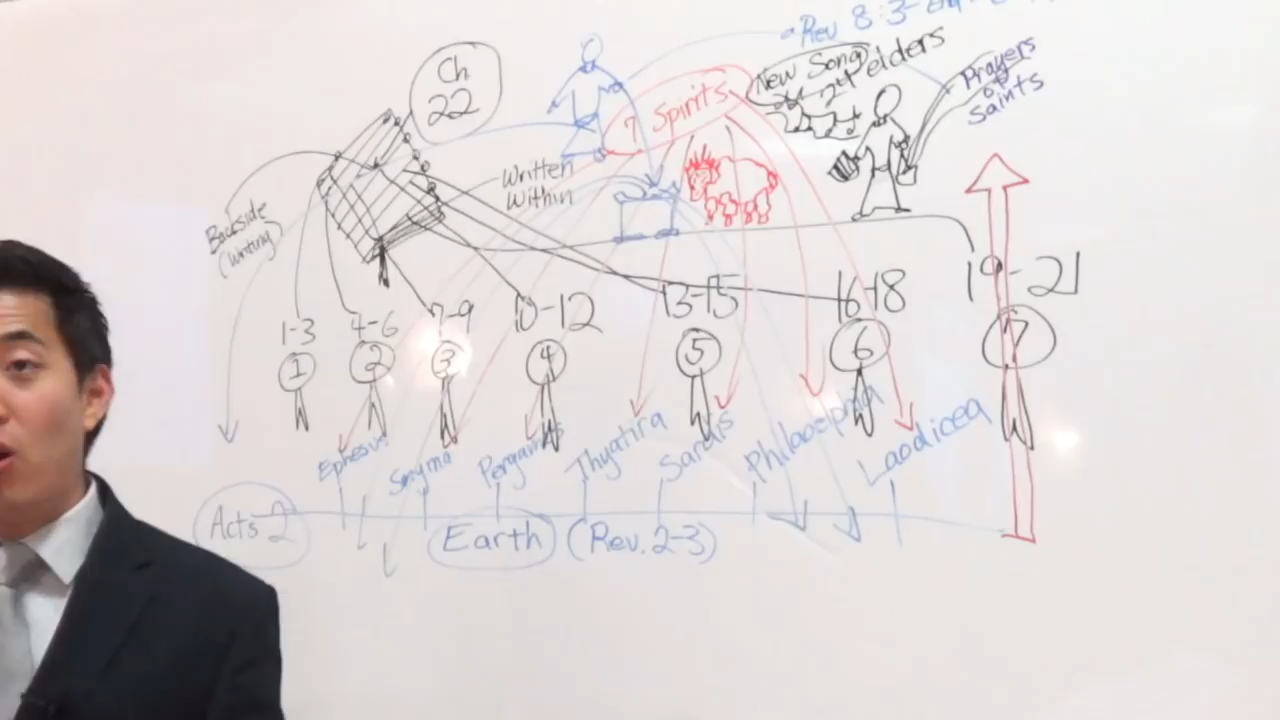 Rev 8:3-
Ch
22
New Song
24 elders
Prayers
of
Saints
7 Spirits
Written
Within
Backside
(Writing)
1-3
4-6
7-9
10-12
13-15
16-18
19-21
1
2
3
4
5
6
7
Ephesus
Smyrna
Pergamos
Thyatira
Sardis
Philadelphia
Laodicea
Acts 2
Earth
(Rev. 2-3)